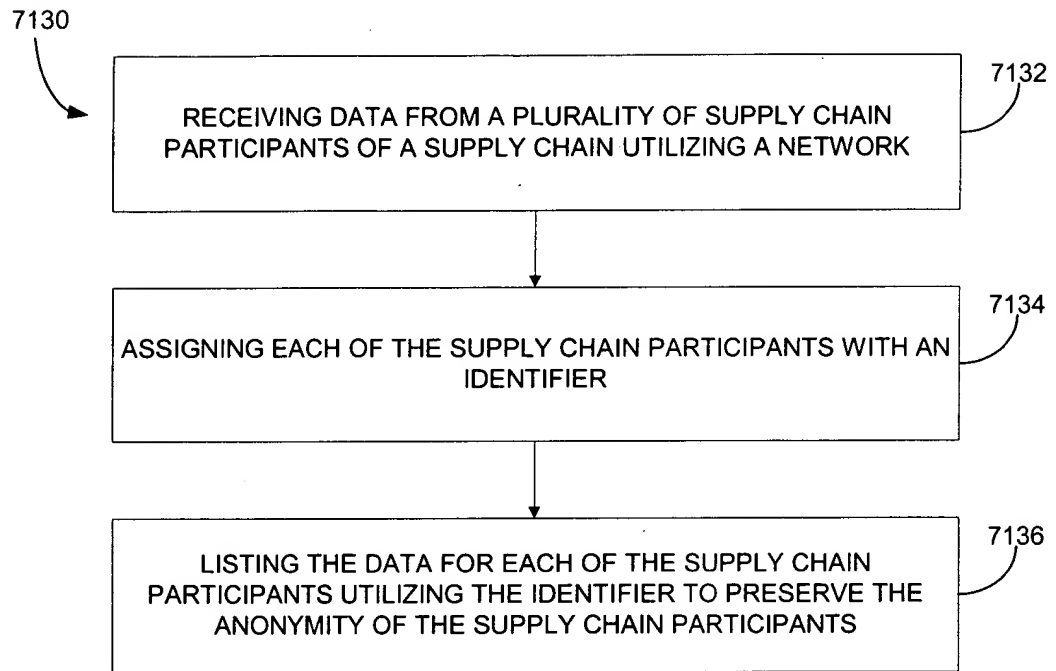 7130
7132
RECEIVING DATA FROM A PLURALITY OF SUPPLY CHAIN
PARTICIPANTS OF A SUPPLY CHAIN UTILIZING A NETWORK
7134
ASSIGNING EACH OF THE SUPPLY CHAIN PARTICIPANTS WITH AN
IDENTIFIER
7136
LISTING THE DATA FOR EACH OF THE SUPPLY CHAIN
PARTICIPANTS UTILIZING THE IDENTIFIER TO PRESERVE THE
ANONYMITY OF THE SUPPLY CHAIN PARTICIPANTS